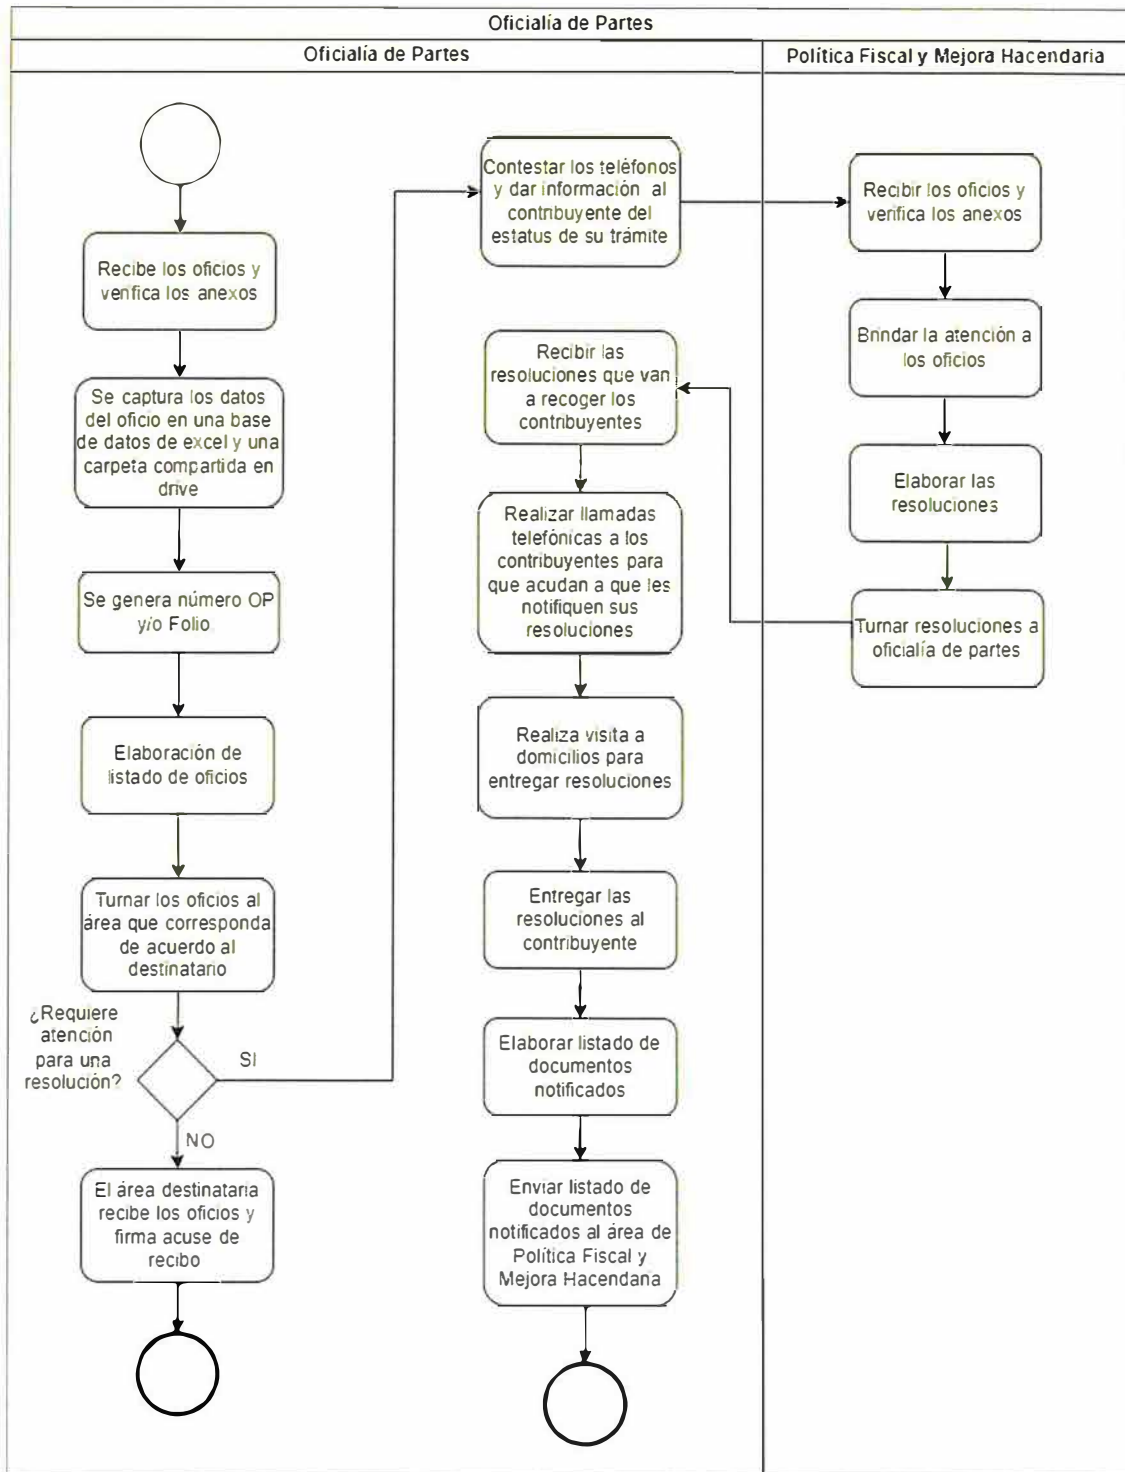 Oficialía de Partes
Oficialía de Partes
Política Fiscal y Mejora Hacendaria
Recibe los oficios y
verifica los anexos
Se captura los datos
del oficio en una base
de datos de excel y una
carpeta compartida en
drive
Se genera número OP
y/o Folio
Elaboración de
listado de oficios
Turnar los oficios al
área que corresponda
de acuerdo al
destinatario
¿Requiere
atención
para una
resolución?
SI
NO
El área destinataria
recibe los oficios y
firma acuse de
recibo
Contestar los teléfonos
y dar información al
contribuyente del
estatus de su trámite
Recibir las
resoluciones que van
a recoger los
contribuyentes
Realizar llamadas
telefónicas a los
contribuyentes para
que acudan a que les
notifiquen sus
resoluciones
Realiza visita a
domicilios para
entregar resoluciones
Entregar las
resoluciones al
contribuyente
Elaborar listado de
documentos
notificados
Enviar listado de
documentos
notificados al área de
Política Fiscal y
Mejora Hacendaria
Recibir los oficios y
verifica los anexos
Brindar la atención a
los oficios
Elaborar las
resoluciones
Turnar resoluciones a
oficialía de partes